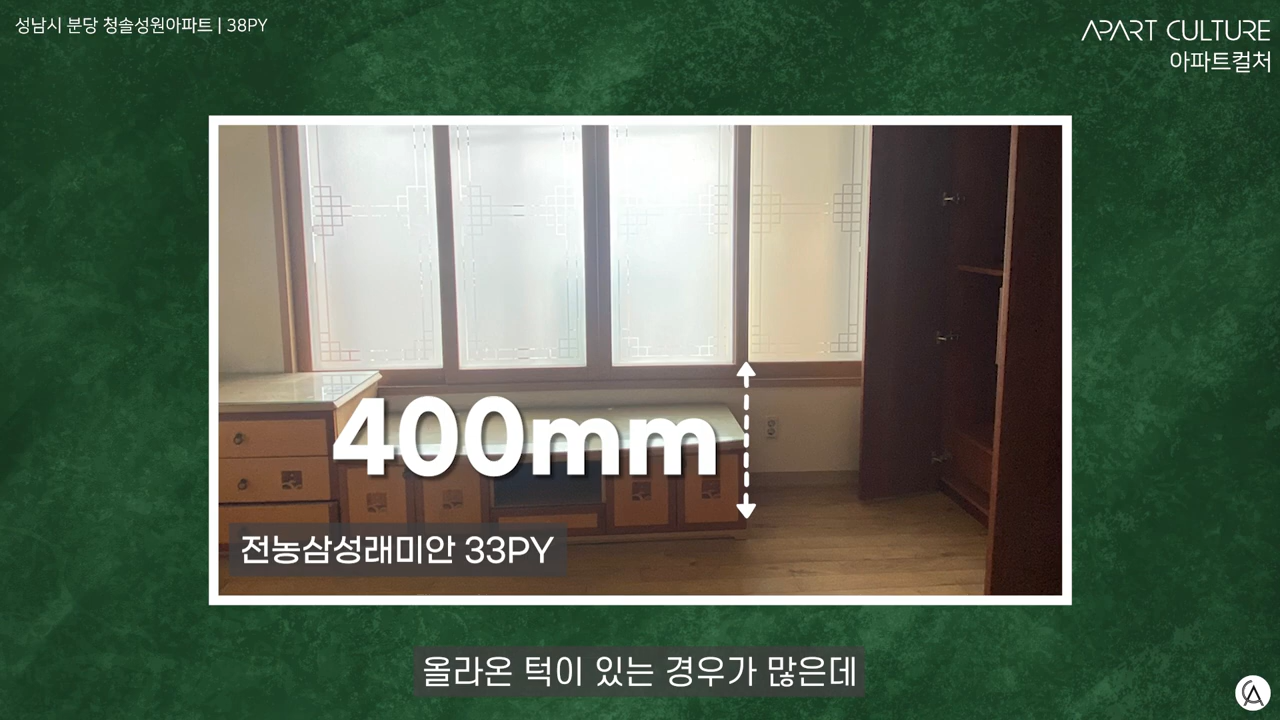 성남시 분당 청솔성원아파트 | 38PY
APART CULTURE
아파트컬처
400mm
전농삼성래미안 33PY
올라온 턱이 있는 경우가 많은데
CA